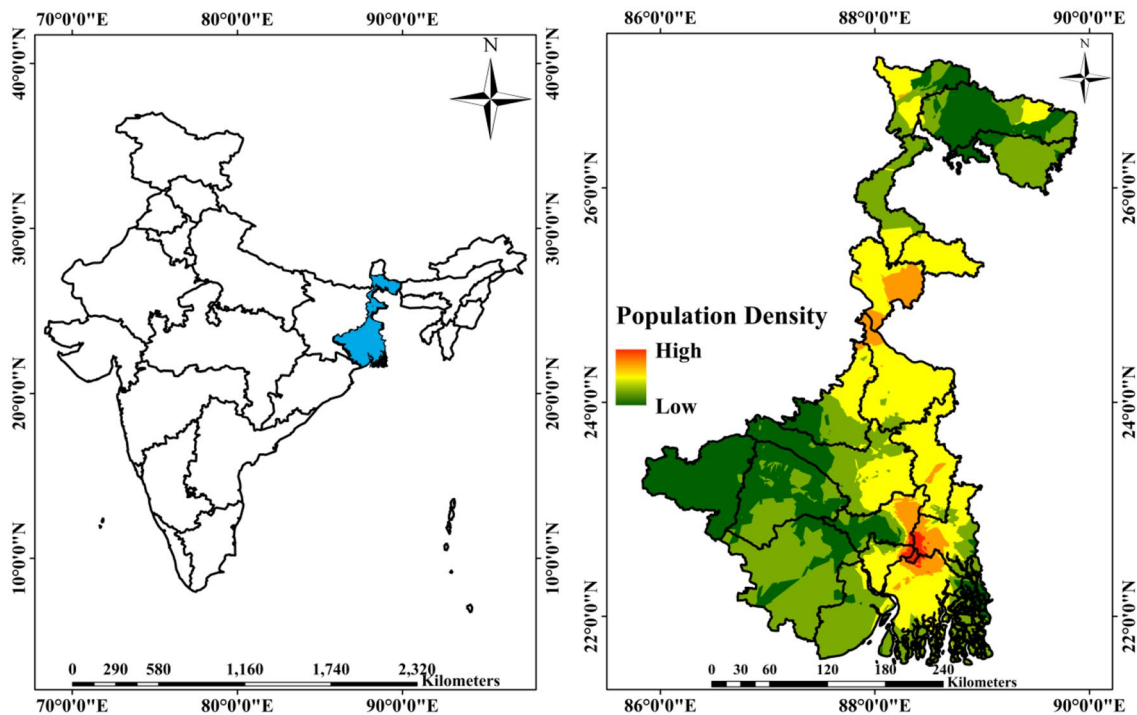 70°0'0"E 80°0'0"E 90°0'0"E
86°0'0"E 88°0'0"E 90°0'0"E
N
N
40°0'0"N
40°0'0"N
30°0'0"N
30°0'0"N
20°0'0"N
20°0'0"N
10°0'0"N
10°0'0"N
26°0'0"N
26°0'0"N
24°0'0"N
24°0'0"N
22°0'0"N
22°0'0"N
Population Density
High
Low
0 290 580 1,160 1,740 2,320
Kilometers
0 30 60 120 180 240
Kilometers
70°0'0"E 80°0'0"E 90°0'0"E
86°0'0"E 88°0'0"E 90°0'0"E